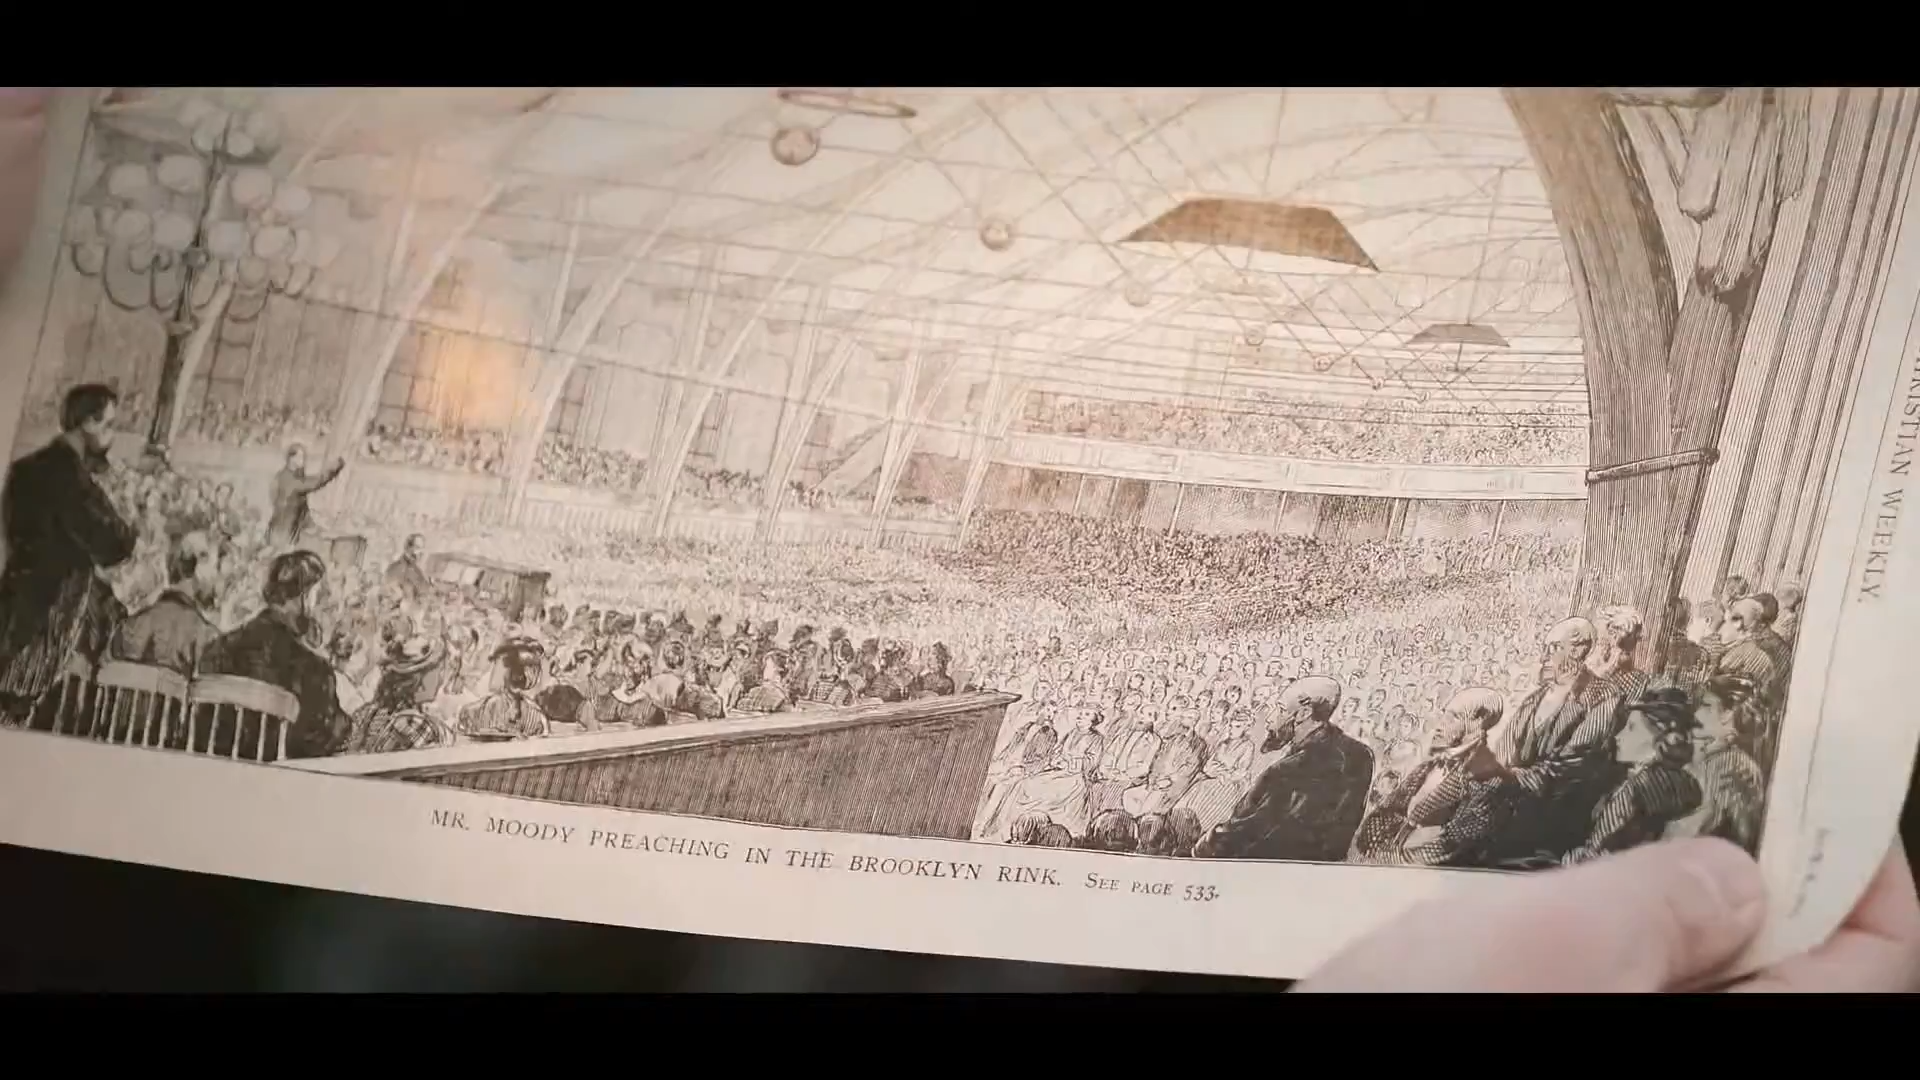 MR. MOODY PREACHING IN THE BROOKLYN RINK. SEE PAGE 533.
CHRISTIAN WEEKLY.